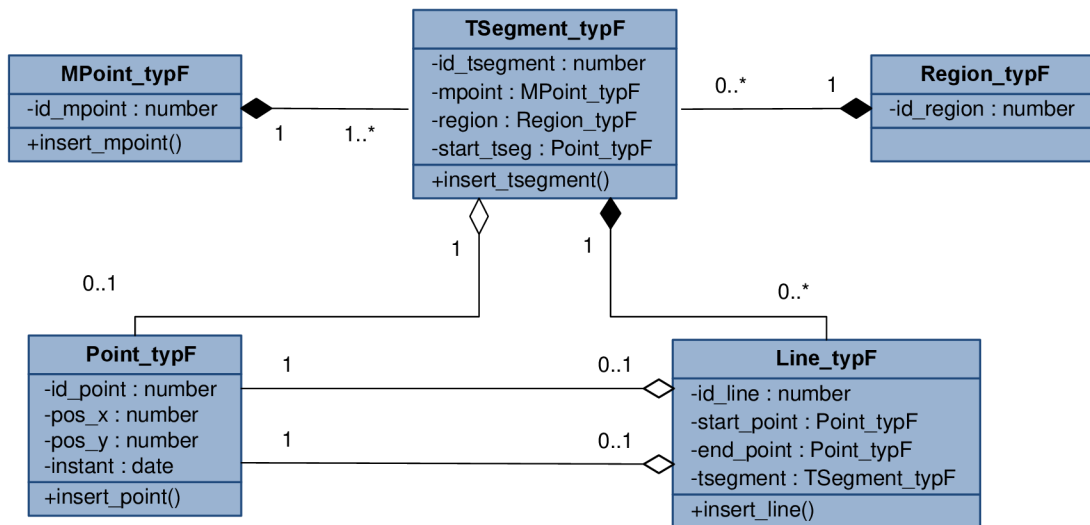 TSegment_typF
-id_tsegment : number
-mpoint : MPoint_typF
-region : Region_typF
-start_tseg : Point_typF
+insert_tsegment()
MPoint_typF
-id_mpoint : number
+insert_mpoint()
1
1..*
0..*
1
Region_typF
-id_region : number
1
0..1
1
0..*
Point_typF
-id_point : number
-pos_x : number
-pos_y : number
-instant : date
+insert_point()
1
0..1
1
0..1
Line_typF
-id_line : number
-start_point : Point_typF
-end_point : Point_typF
-tsegment : TSegment_typF
+insert_line()